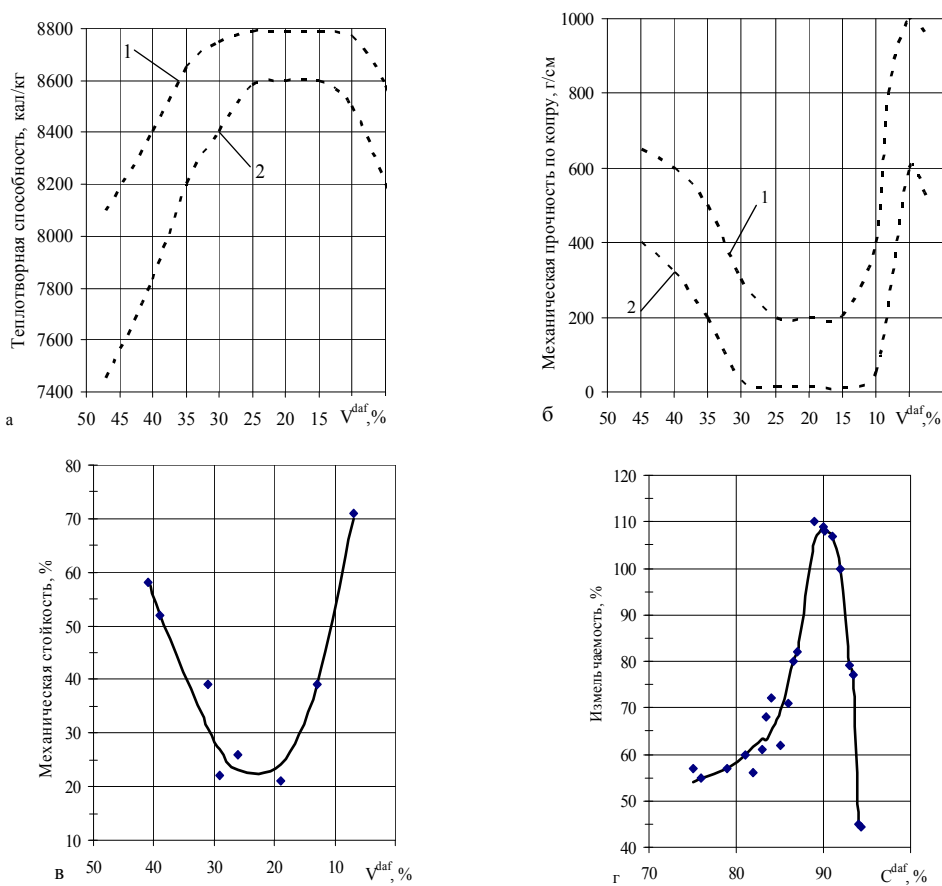 Теплотворная способность, кал/кг
8800
8600
8400
8200
8000
7800
7600
7400
1
2
50 45 40 35 30 25 20 15 V^daf,%
а
Механическая прочность по копру, г/см
1000
800
600
400
200
0
1
2
50 45 40 35 30 25 20 15 10 V^daf,%
б
Механическая стойкость, %
80
70
60
50
40
30
20
10
50 40 30 20 10 V^daf,%
в
Измельчаемость, %
120
110
100
90
80
70
60
50
40
70 80 90 C^daf,%
г